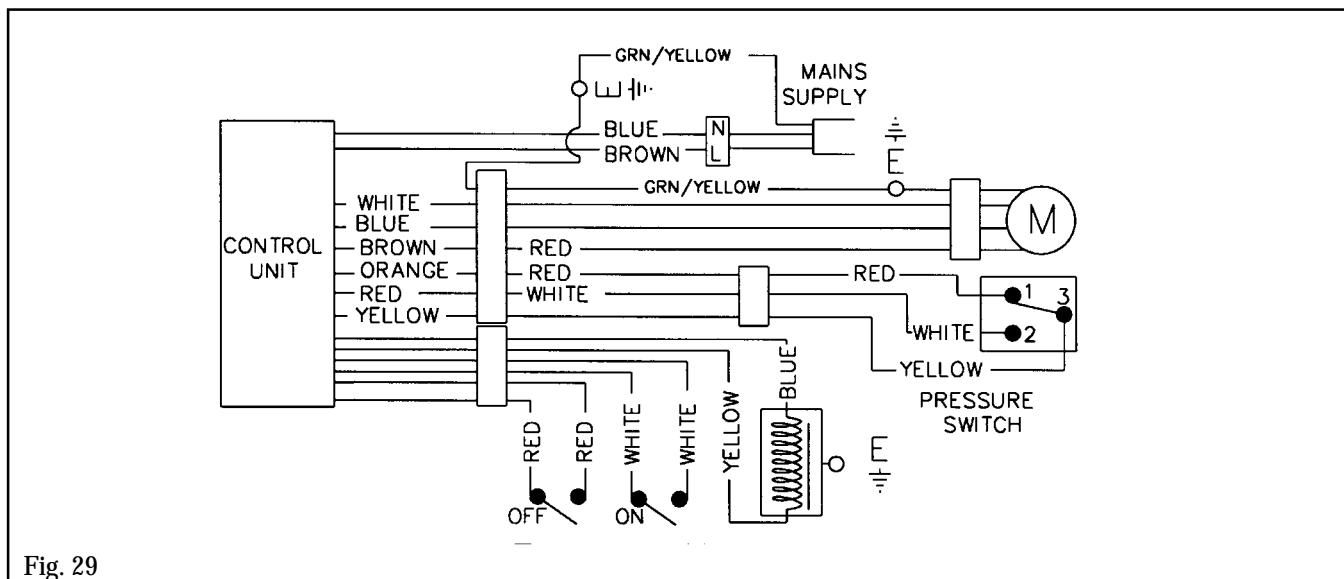 GRN/YELLOW
MAINS
SUPPLY
E
BLUE
N
BROWN
L
E
GRN/YELLOW
M
WHITE
BLUE
CONTROL
UNIT
BROWN
RED
ORANGE
RED
RED
RED
WHITE
YELLOW
1
3
WHITE
2
YELLOW
PRESSURE
SWITCH
RED
RED
WHITE
WHITE
YELLOW
BLUE
E
OFF
ON
Fig. 29